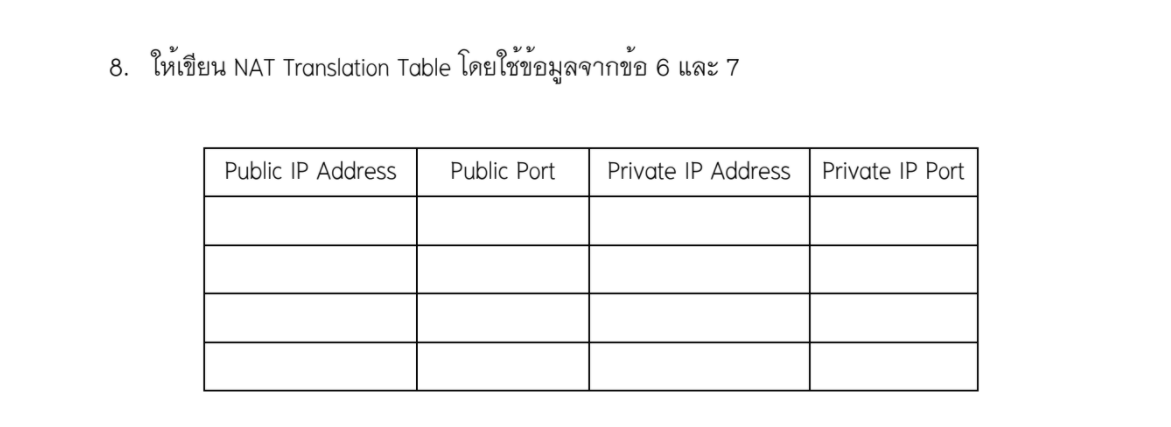 8. ให้เขียน NAT Translation Table โดยใช้ข้อมูลจากข้อ 6 และ 7
Public IP Address Public Port Private IP Address Private IP Port